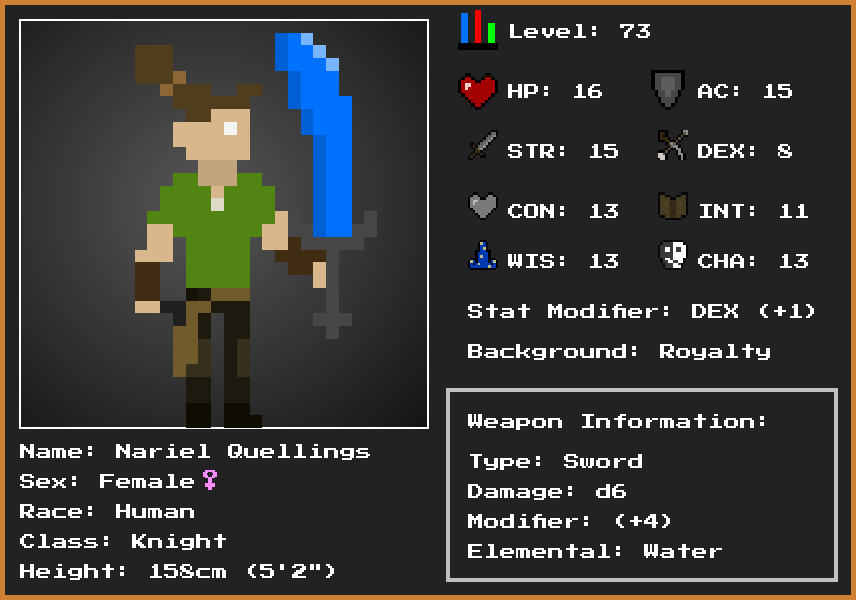 Level: 73
HP: 16 AC: 15
STR: 15 DEX: 8
CON: 13 INT: 11
WIS: 13 CHA: 13
Stat Modifier: DEX (+1)
Background: Royalty
Weapon Information:
Type: Sword
Damage: d6
Modifier: (+4)
Elemental: Water
Name: Nariel Quellings
Sex: Female♀
Race: Human
Class: Knight
Height: 158cm (5'2")